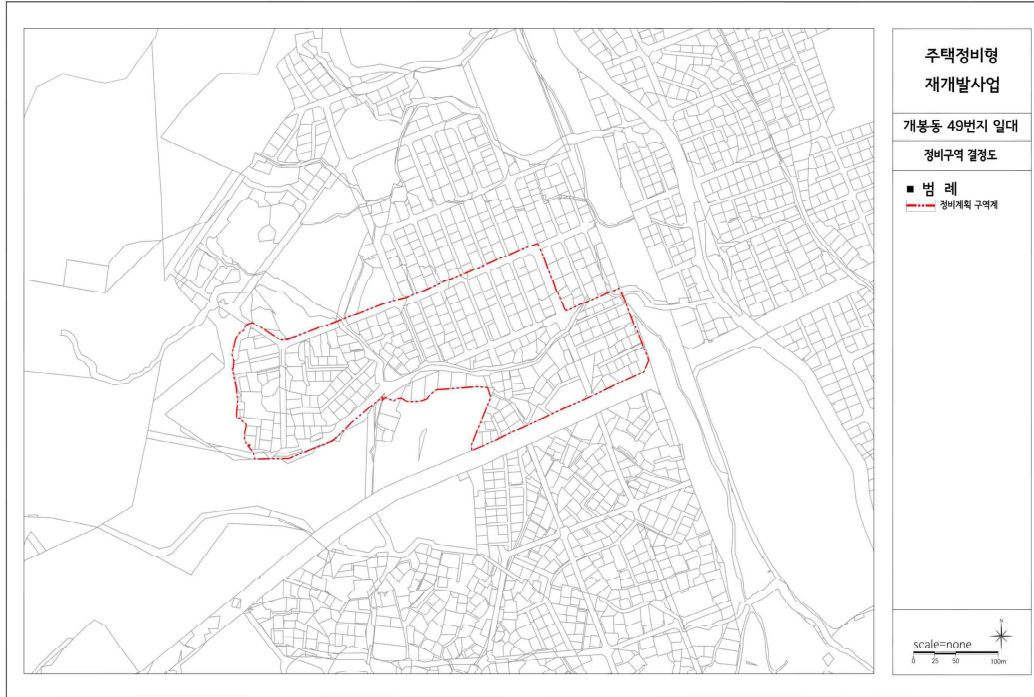 주택정비형
재개발사업
개봉동 49번지 일대
정비구역 결정도
■ 범 례
정비계획 구역계
N
scale=none
0 25 50 100m